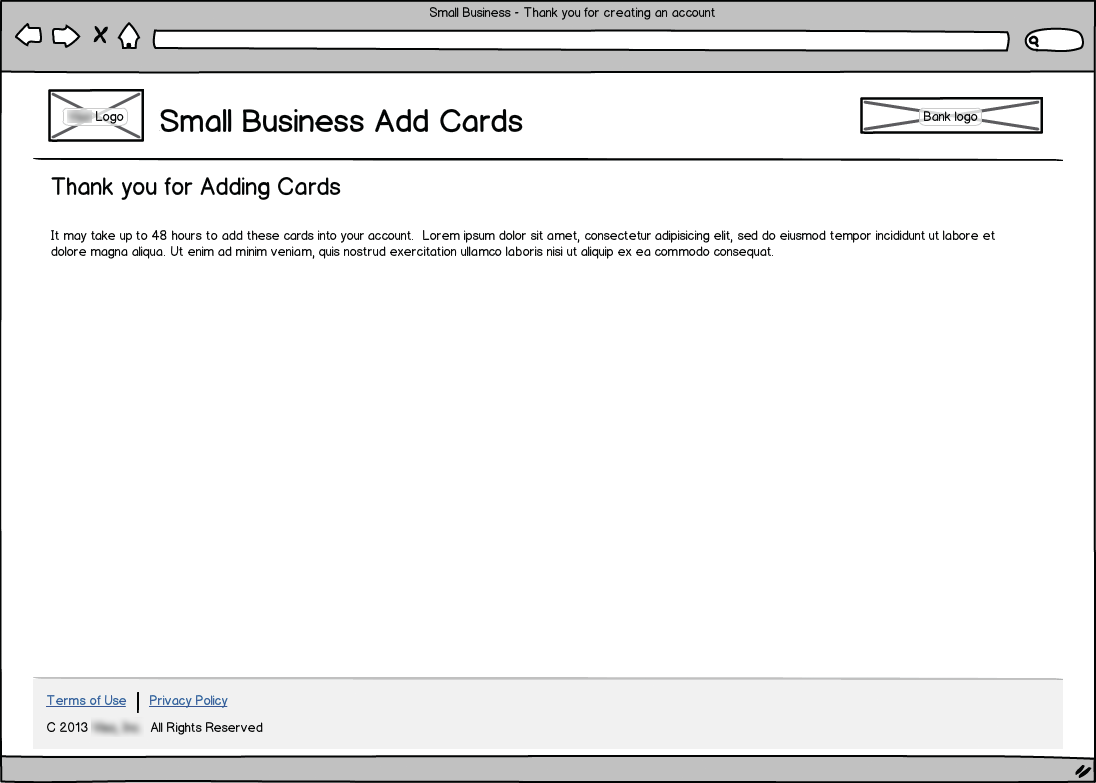 Small Business - Thank you for creating an account
Logo
Small Business Add Cards
Bank logo
Thank you for Adding Cards
It may take up to 48 hours to add these cards into your account. Lorem ipsum dolor sit amet, consectetur adipisicing elit, sed do eiusmod tempor incididunt ut labore et
dolore magna aliqua. Ut enim ad minim veniam, quis nostrud exercitation ullamco laboris nisi ut aliquip ex ea commodo consequat.
Terms of Use | Privacy Policy
C 2013 All Rights Reserved